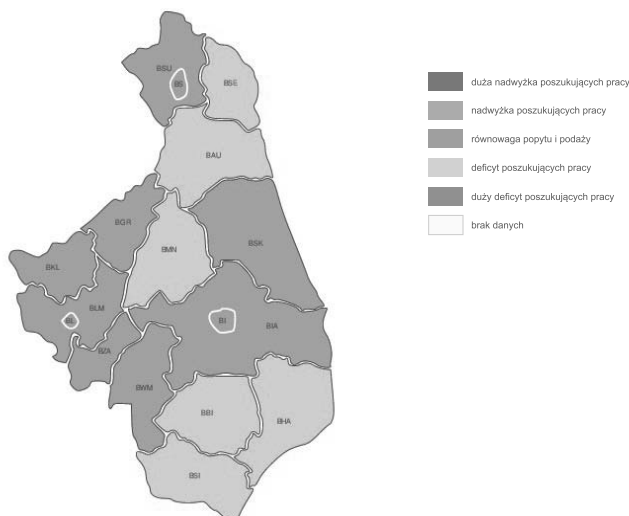 BSU
BS
BSE
BAU
BGR
BMN
BSK
BKL
BLM
BŁ
BZA
BI
BIA
BWM
BBI
BHA
BSI
duża nadwyżka poszukujących pracy
nadwyżka poszukujących pracy
równowaga popytu i podaży
deficyt poszukujących pracy
duży deficyt poszukujących pracy
brak danych